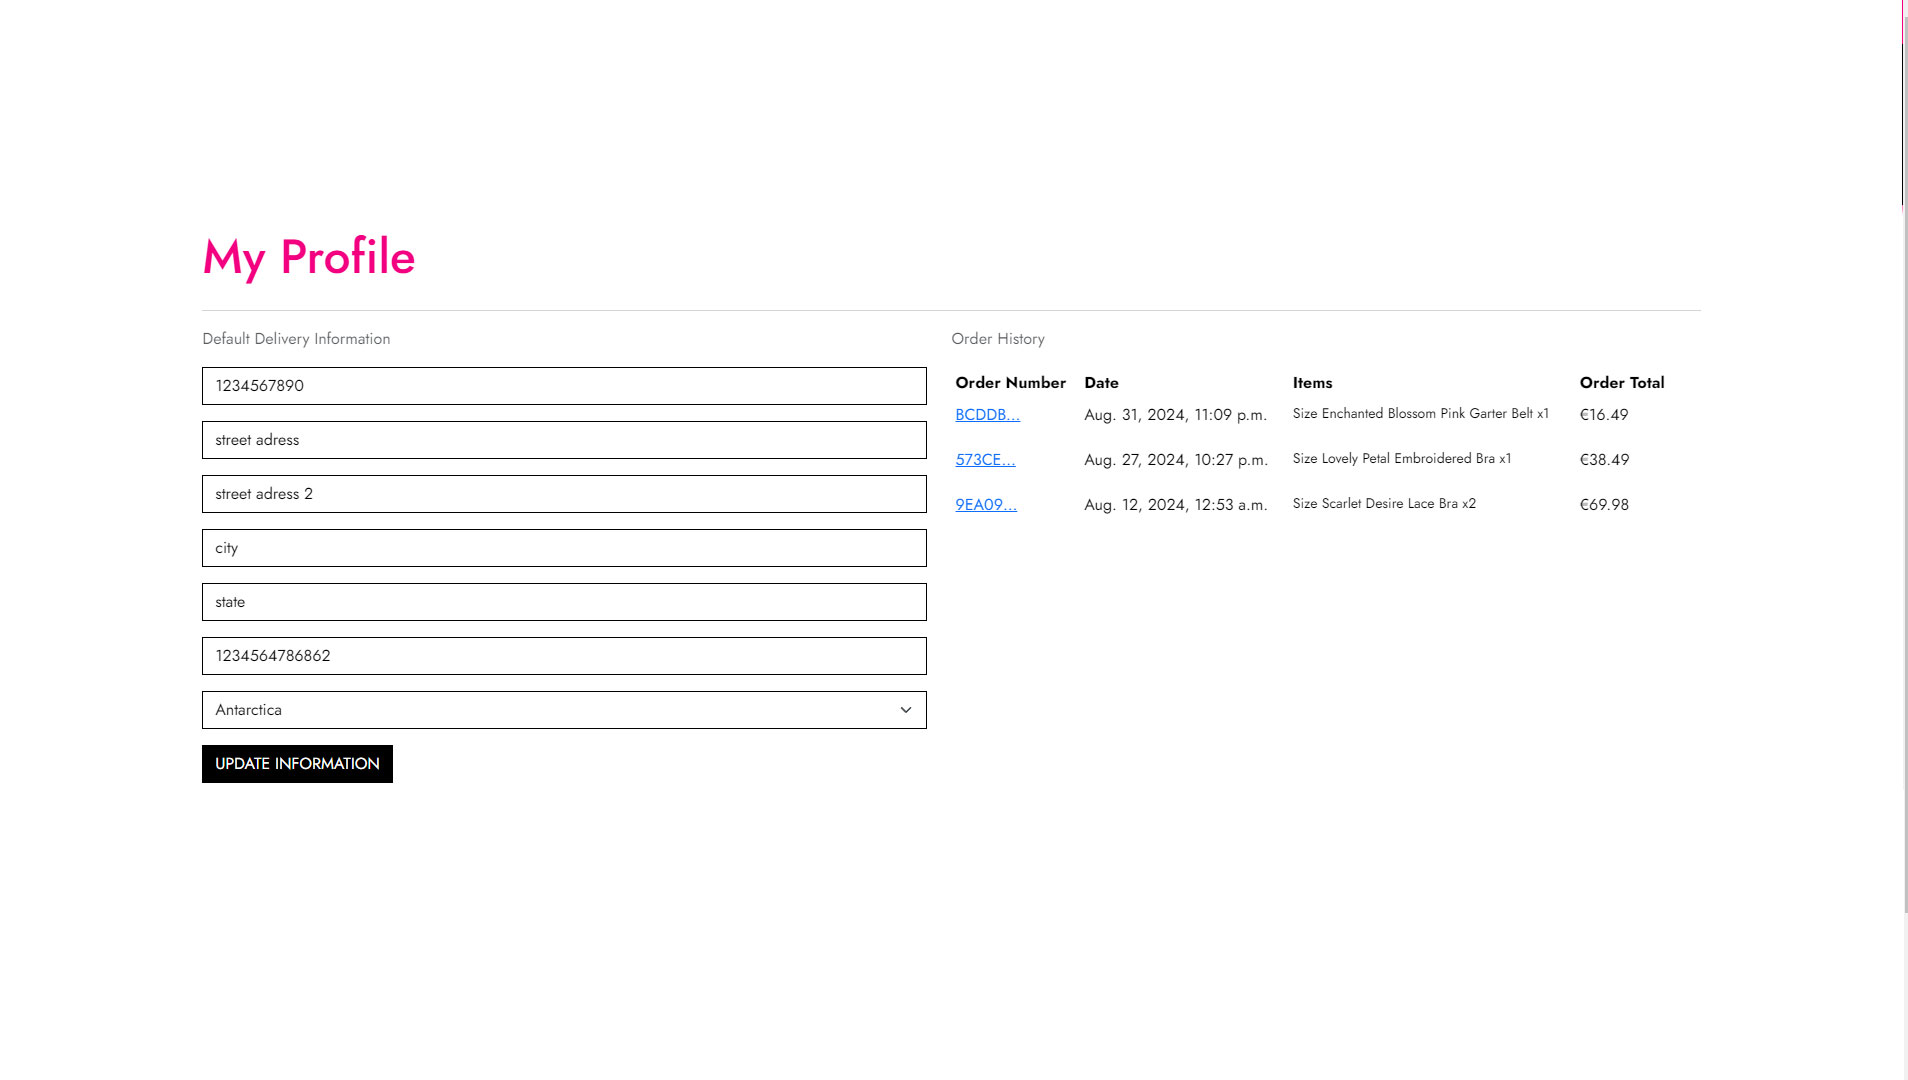 My Profile
Default Delivery Information
1234567890
street adress
street adress 2
city
state
1234564786862
Antarctica
UPDATE INFORMATION
Order History
Order Number Date Items Order Total
BCDDB... Aug. 31, 2024, 11:09 p.m. Size Enchanted Blossom Pink Garter Belt x1 €16.49
573CE... Aug. 27, 2024, 10:27 p.m. Size Lovely Petal Embroidered Bra x1 €38.49
9EA09... Aug. 12, 2024, 12:53 a.m. Size Scarlet Desire Lace Bra x2 €69.98